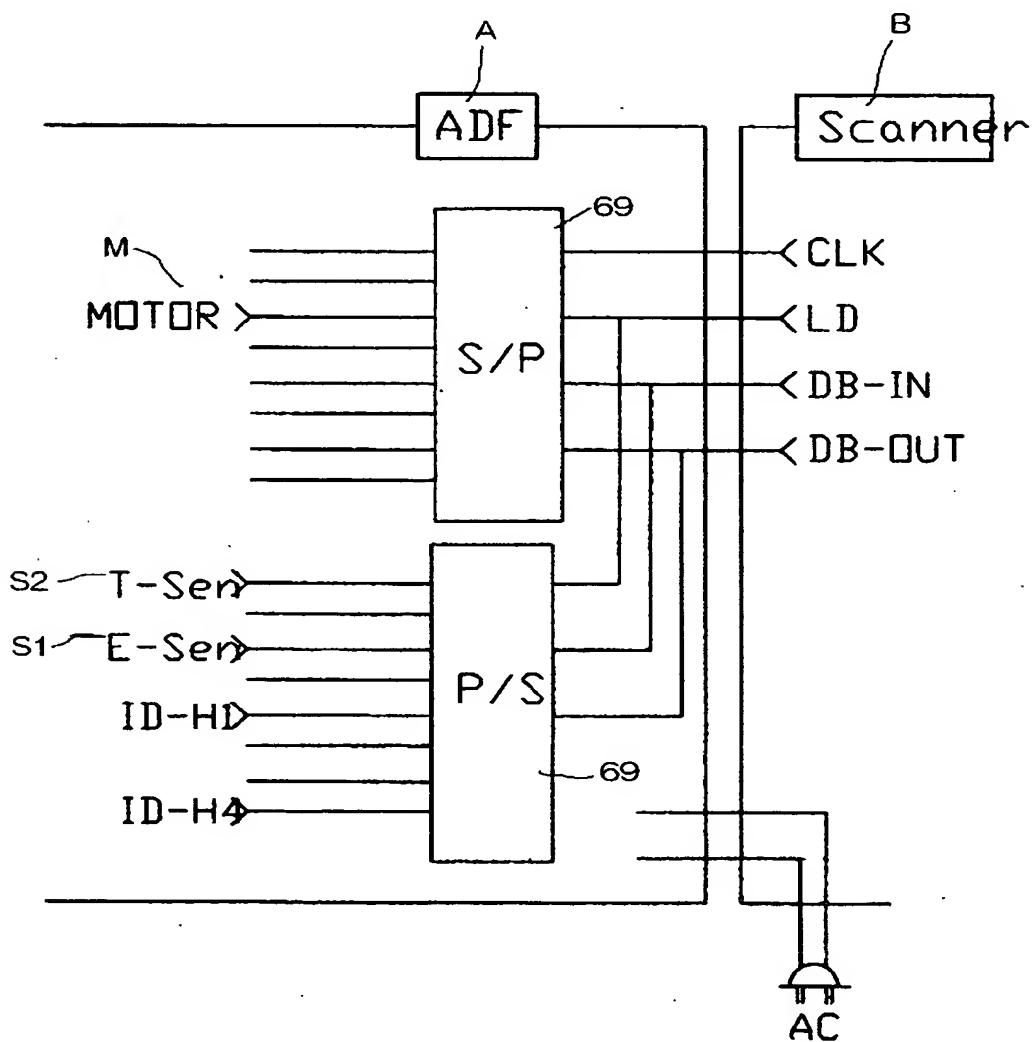 A
B
ADF
Scanner
69
M
CLK
MOTOR
LD
S/P
DB-IN
DB-OUT
S2 T-Sen
S1 E-Sen
P/S
ID-H1
69
ID-H4
AC